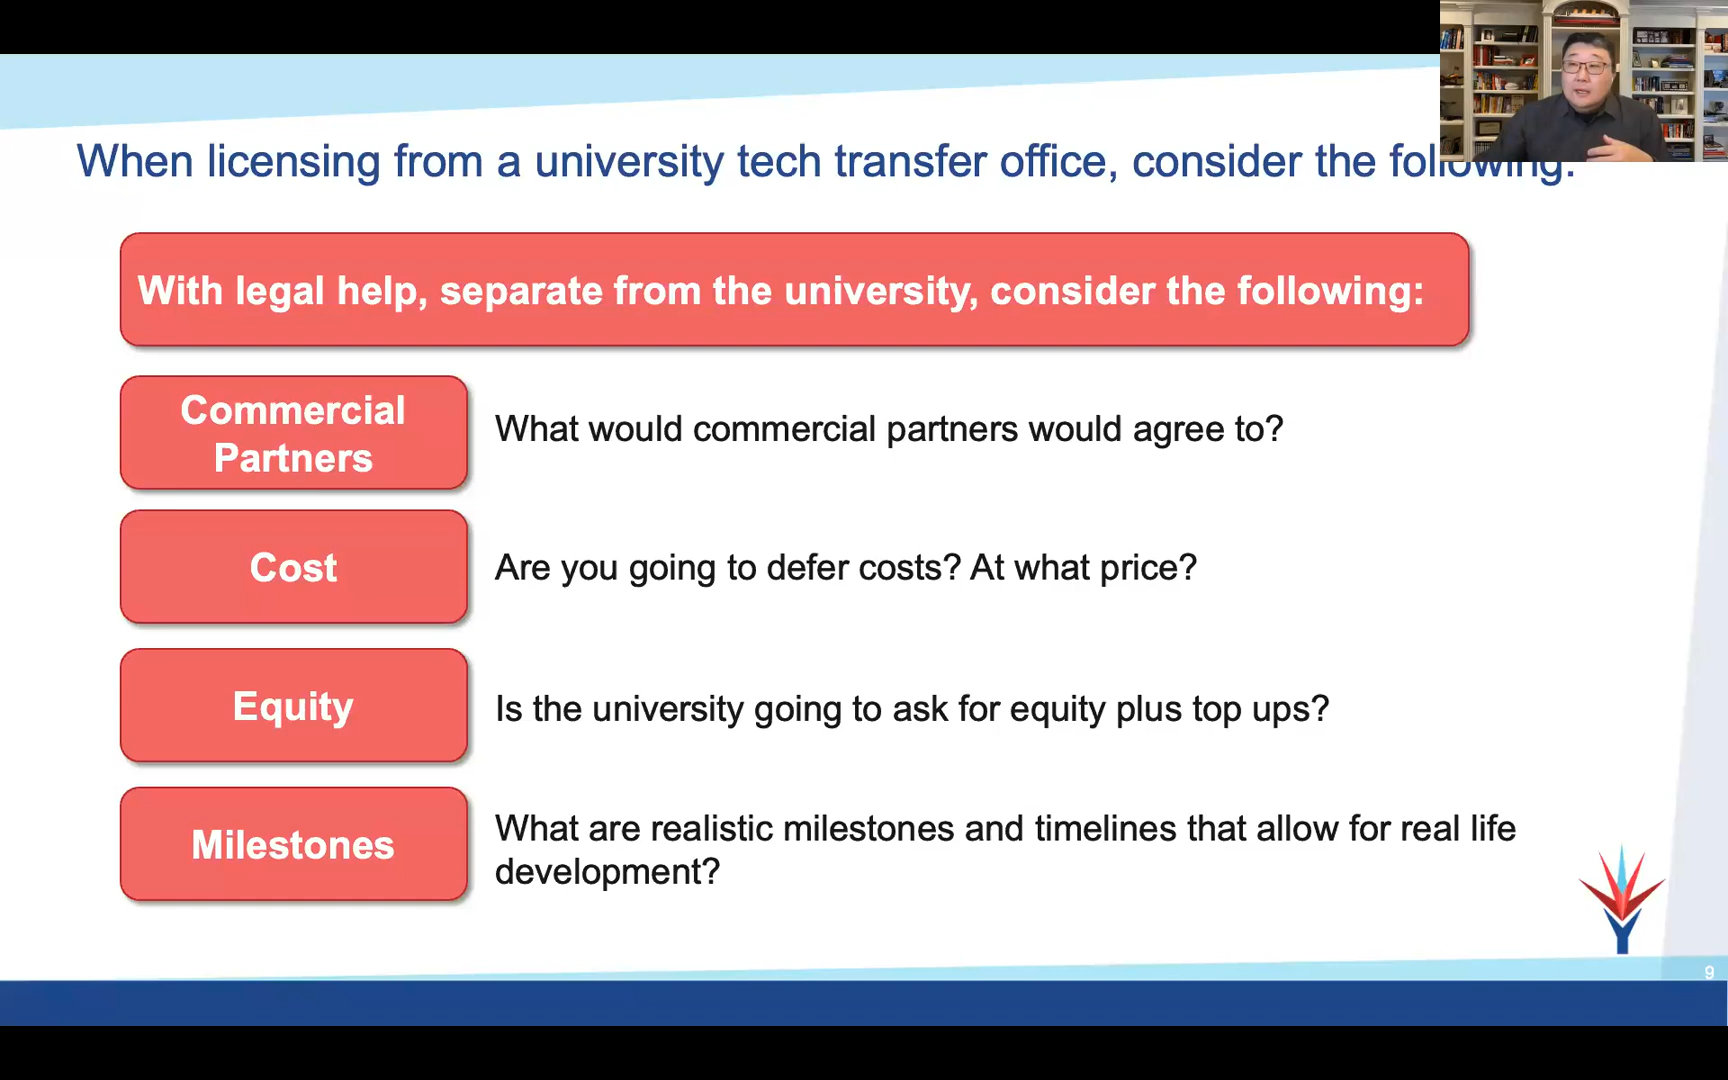 When licensing from a university tech transfer office, consider the following:
With legal help, separate from the university, consider the following:
Commercial
Partners
What would commercial partners would agree to?
Cost
Are you going to defer costs? At what price?
Equity
Is the university going to ask for equity plus top ups?
Milestones
What are realistic milestones and timelines that allow for real life
development?
9